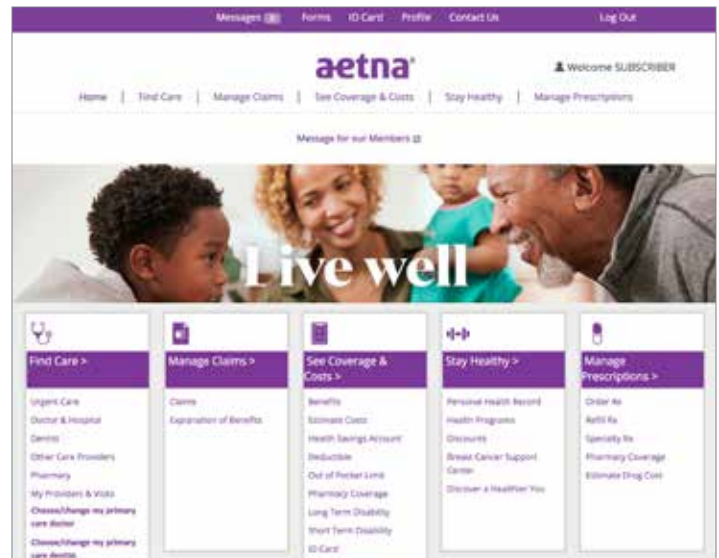 Messages
Forms
ID Card
Profile
Contact Us
Log Out
aetna
Welcome SUBSCRIBER
Home | Find Care | Manage Claims | See Coverage & Costs | Stay Healthy | Manage Prescriptions
Message for our Members
Live well
Find Care >
Urgent Care
Doctor & Hospital
Dentist
Other Care Providers
Pharmacy
My Providers & Visits
Choose/change my primary
care doctor
Choose/change my primary
care dentist
Manage Claims >
Claims
Explanation of Benefits
See Coverage &
Costs >
Benefits
Estimate Costs
Health Savings Account
Deductible
Out of Pocket Limit
Pharmacy Coverage
Long Term Disability
Short Term Disability
ID Card
Stay Healthy >
Personal Health Record
Health Programs
Discounts
Breast Cancer Support
Center
Discover a Healthier You
Manage
Prescriptions >
Order Rx
Refill Rx
Specialty Rx
Pharmacy Coverage
Estimate Drug Cost